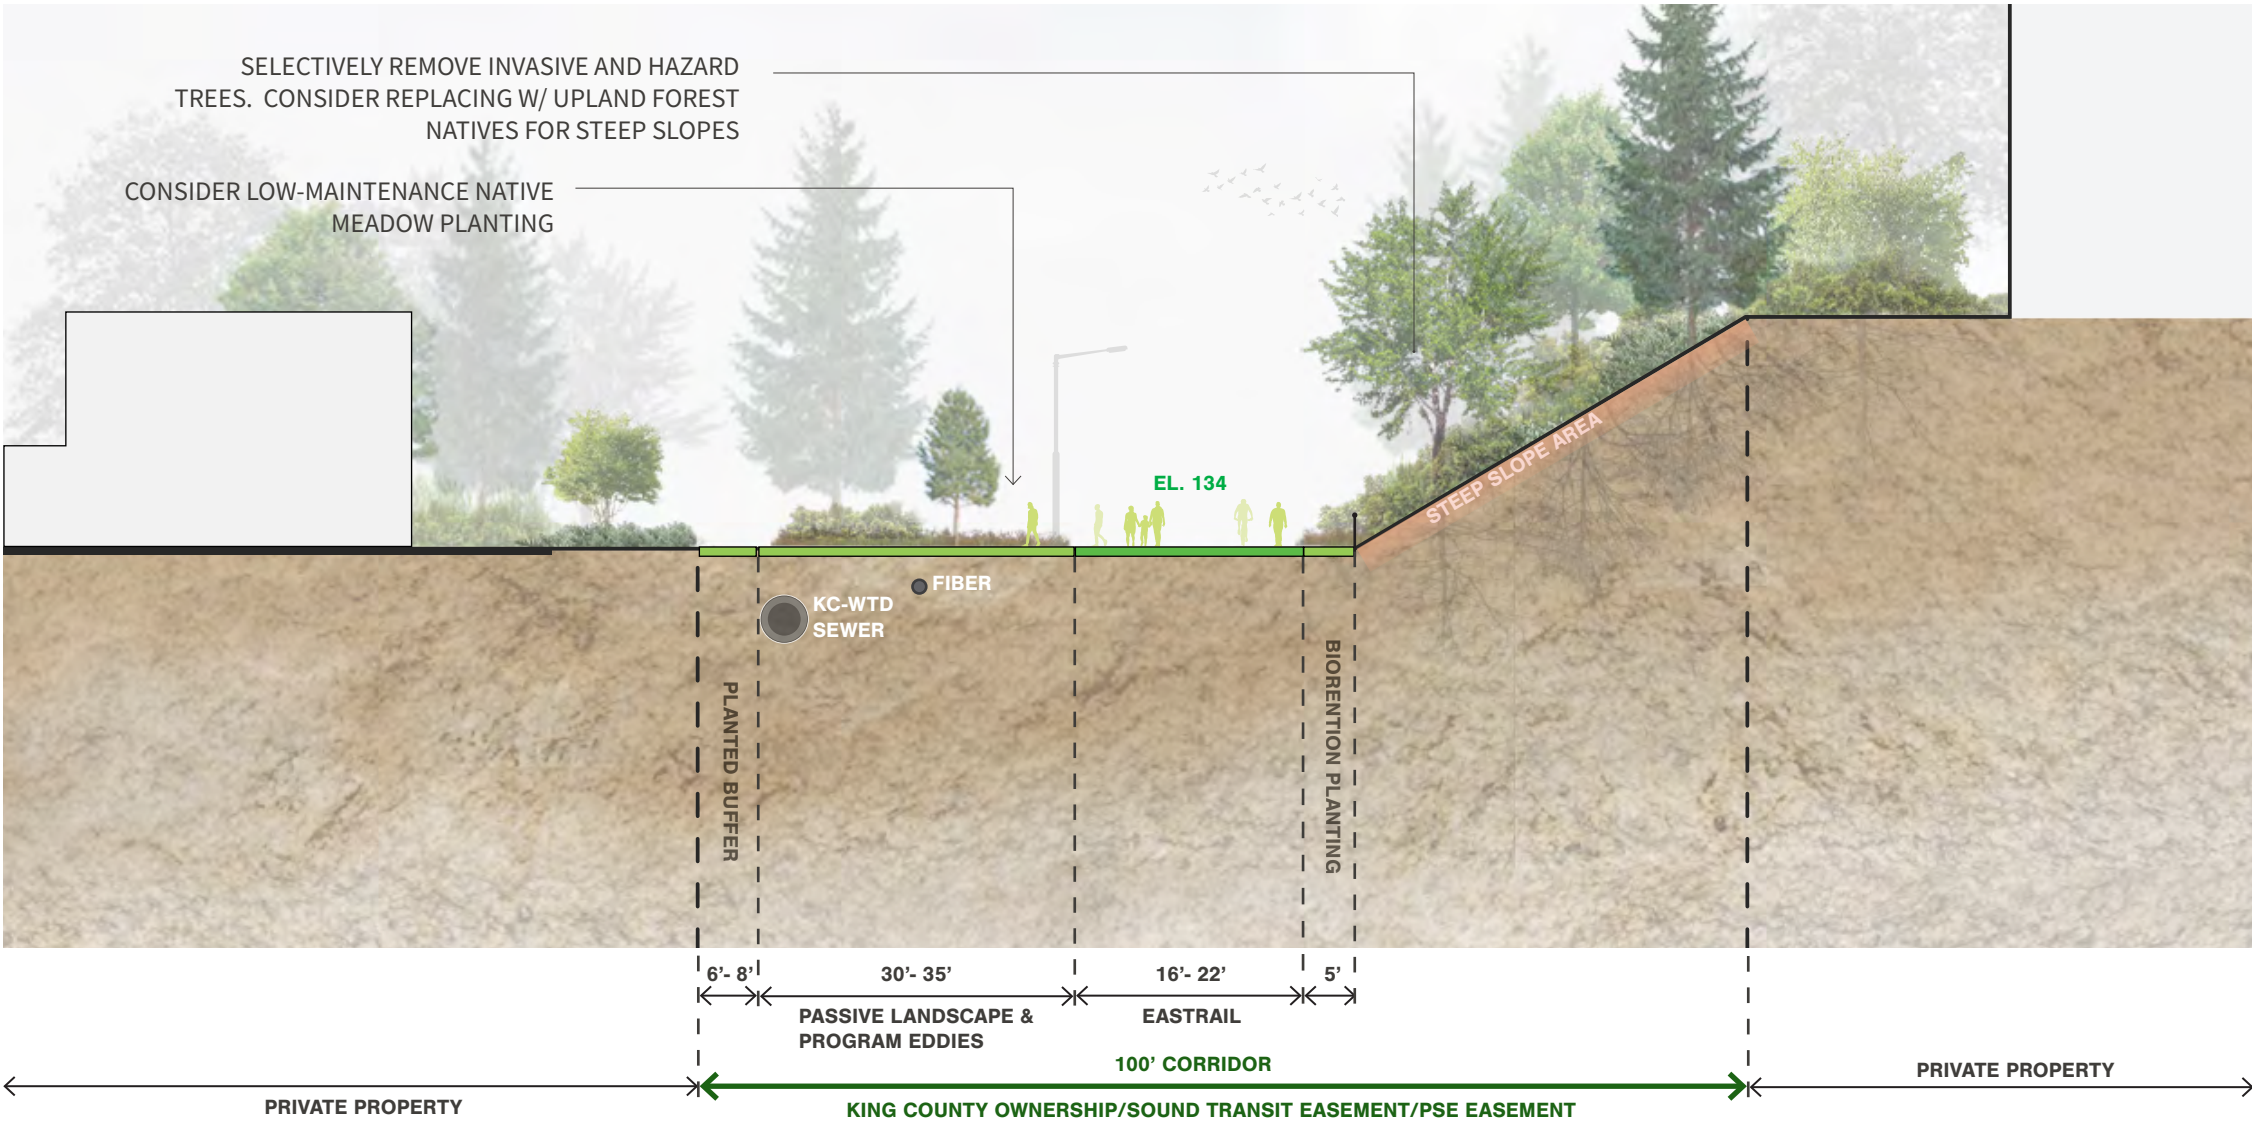 SELECTIVELY REMOVE INVASIVE AND HAZARD
TREES. CONSIDER REPLACING W/ UPLAND FOREST
NATIVES FOR STEEP SLOPES
CONSIDER LOW-MAINTENANCE NATIVE
MEADOW PLANTING
EL. 134
STEEP SLOPE AREA
FIBER
KC-WTD
SEWER
PLANTED BUFFER
BIORENTION PLANTING
6’- 8’
30’- 35’
16’- 22’
5’
PASSIVE LANDSCAPE &
PROGRAM EDDIES
EASTRAIL
100’ CORRIDOR
PRIVATE PROPERTY
PRIVATE PROPERTY
KING COUNTY OWNERSHIP/SOUND TRANSIT EASEMENT/PSE EASEMENT